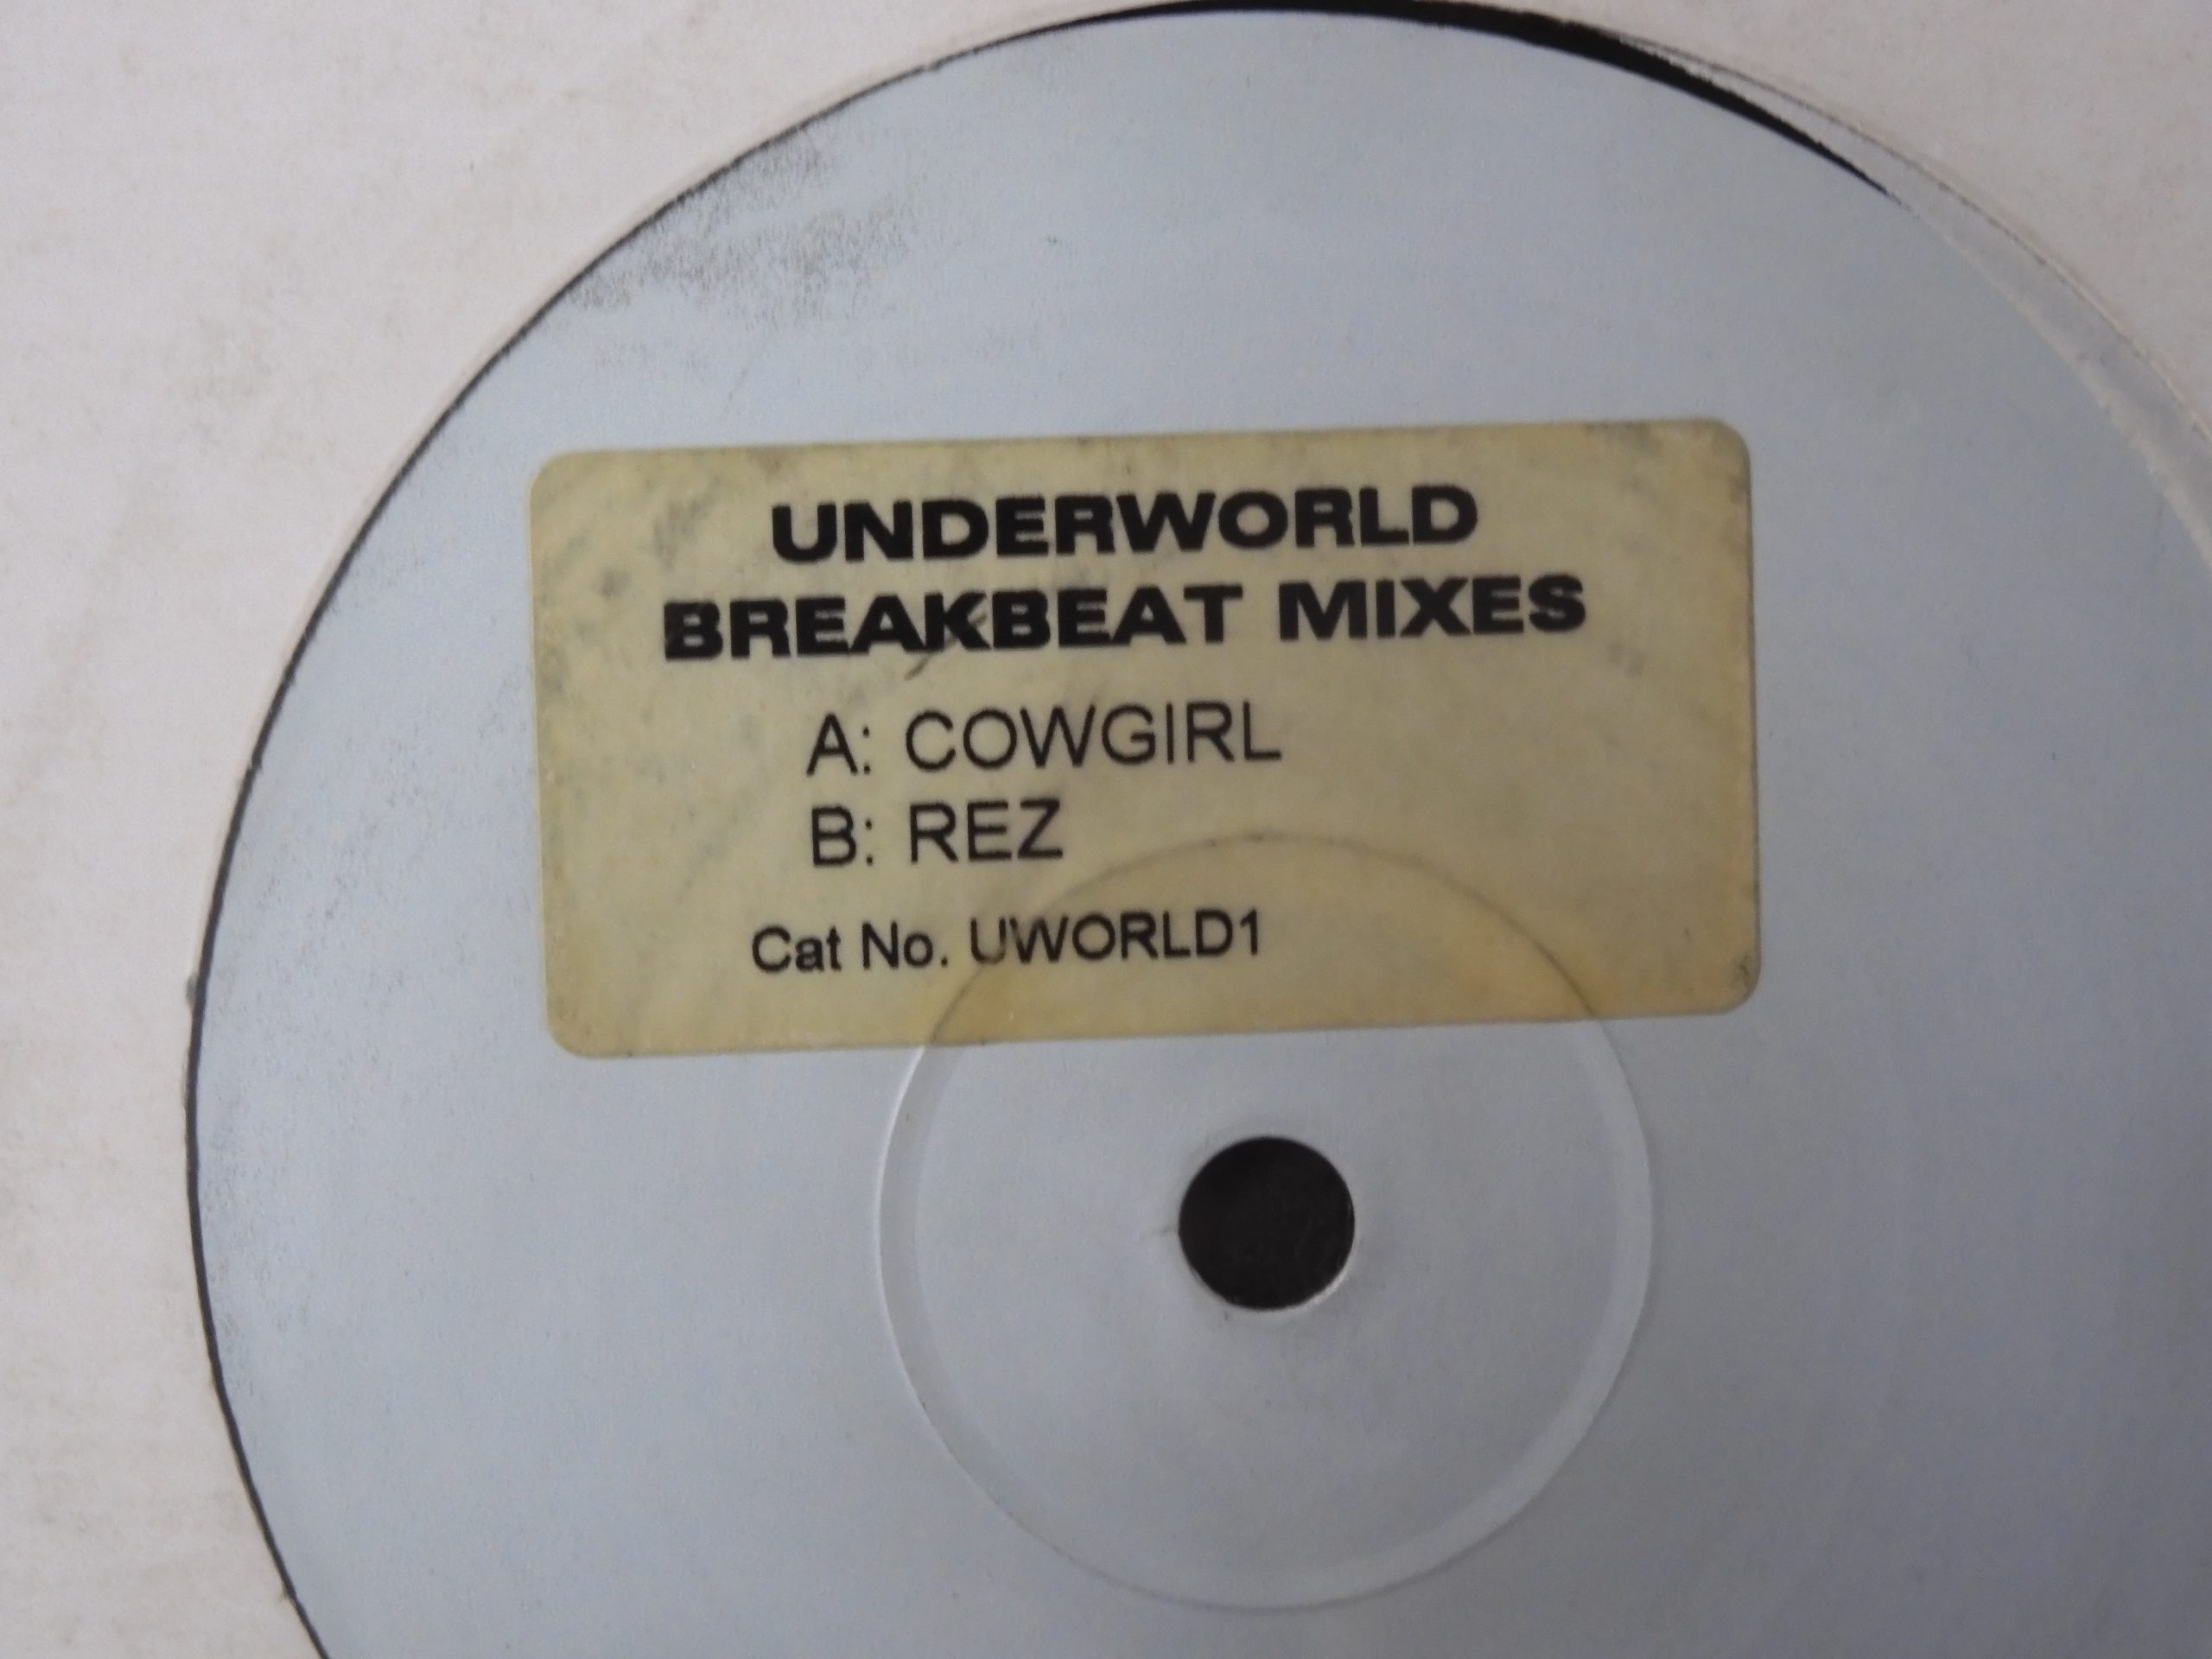 UNDERWORLD
BREAKBEAT MIXES
A: COWGIRL
B: REZ
Cat No. UWORLD1